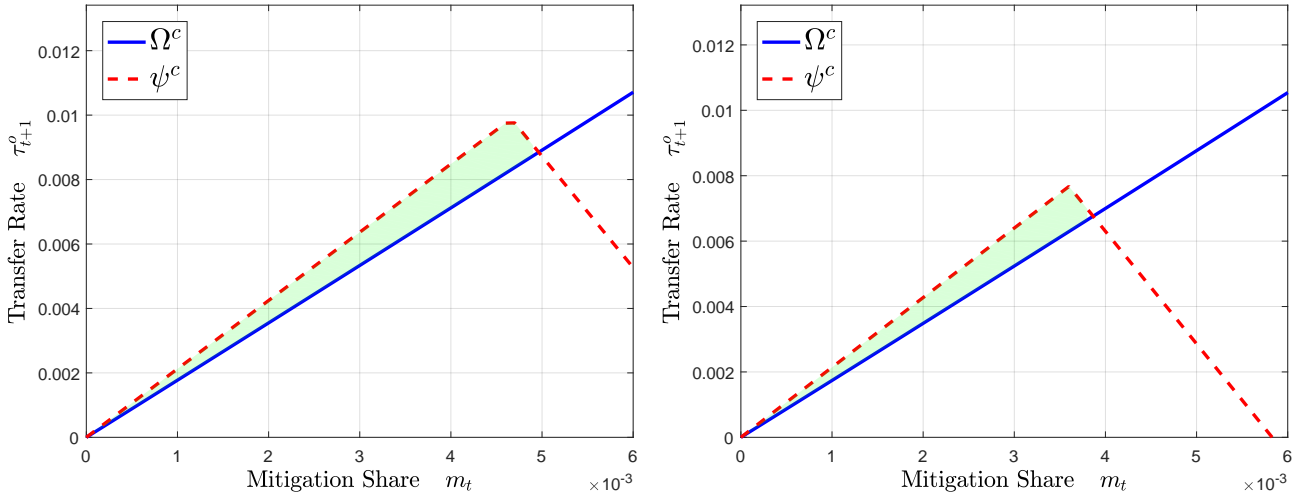 Ω^c
ψ^c
0.012
0.01
0.008
0.006
0.004
0.002
0
Transfer Rate τ^o_{t+1}
0 1 2 3 4 5 6
Mitigation Share m_t
×10^-3
Ω^c
ψ^c
0.012
0.01
0.008
0.006
0.004
0.002
0
Transfer Rate τ^o_{t+1}
0 1 2 3 4 5 6
Mitigation Share m_t
×10^-3